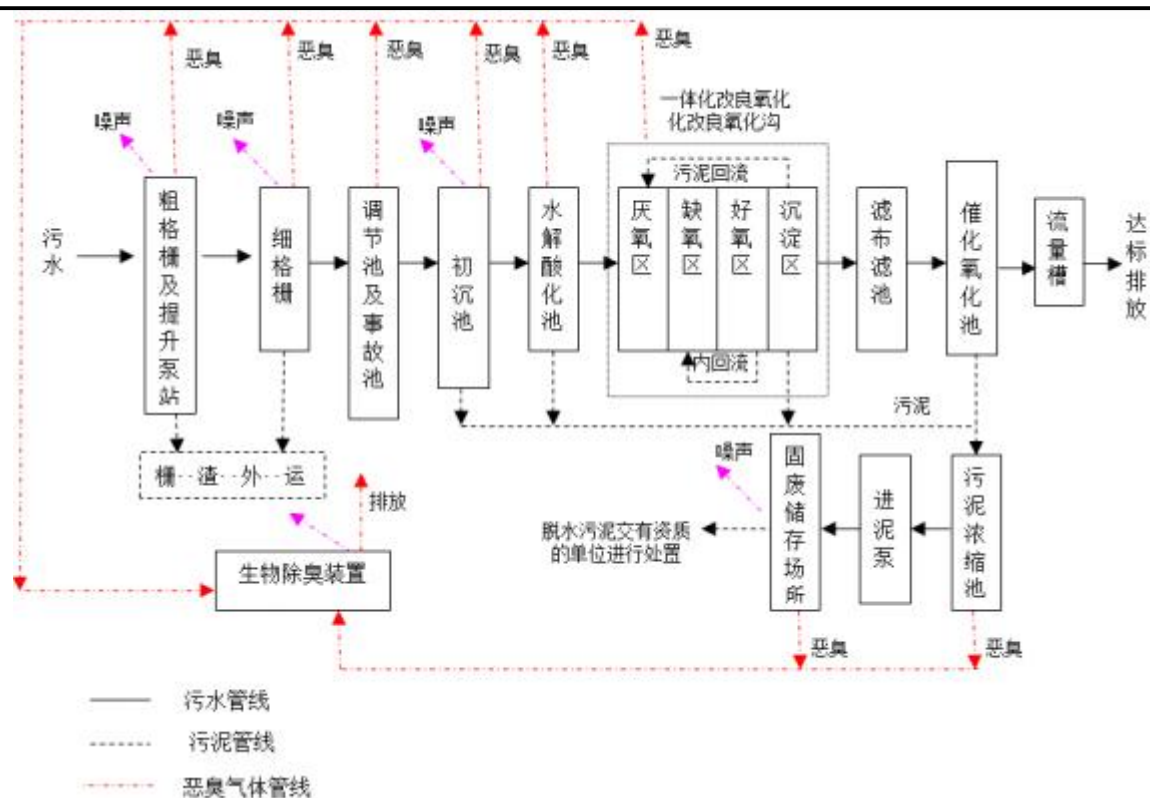 恶臭
恶臭
恶臭
恶臭
恶臭
恶臭
噪声
噪声
噪声
一体化改良氧化
化改良氧化沟
污泥回流
污水
粗格栅及提升泵站
细格栅
调节池及事故池
初沉池
水解酸化池
厌氧区
缺氧区
好氧区
沉淀区
滤布滤池
催化氧化池
流量槽
达标排放
内回流
污泥
栅渣外运
噪声
固废储存场所
进泥泵
污泥浓缩池
脱水污泥交有资质
的单位进行处置
排放
生物除臭装置
恶臭
恶臭
污水管线
污泥管线
恶臭气体管线